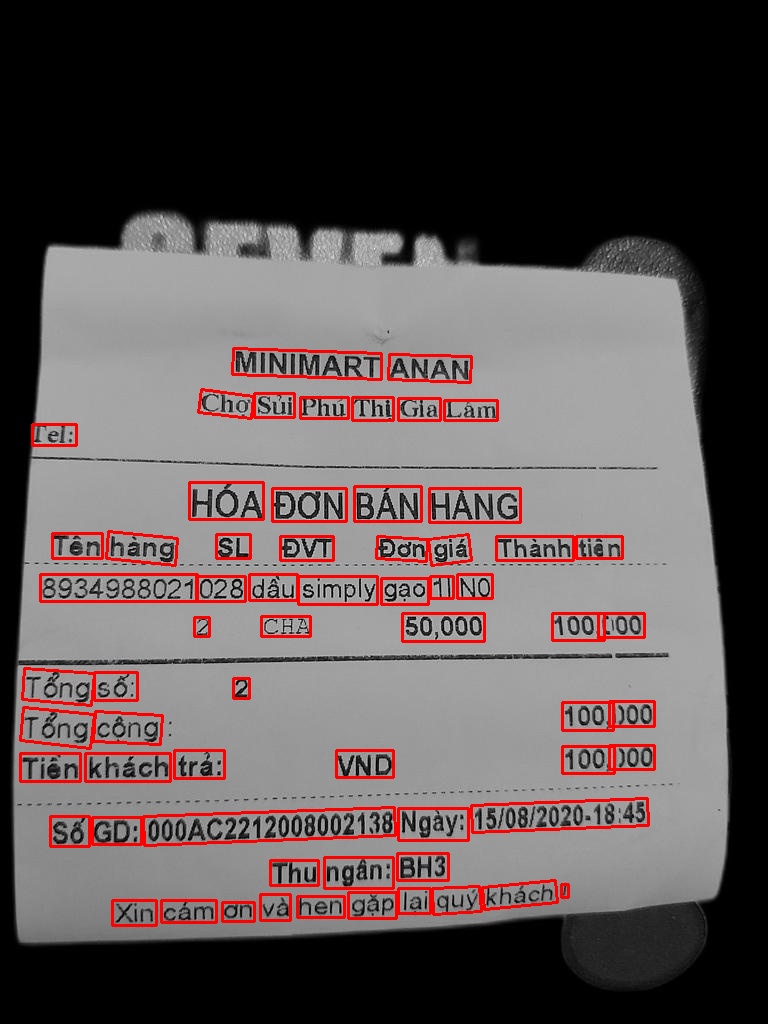 MINIMART ANAN
Chợ Sủi Phú Thị Gia Lâm
Tel:
HÓA ĐƠN BÁN HÀNG
Tên hàng SL ĐVT Đơn giá Thành tiền
8934988021028 dầu simply gạo 1l N0
2 CHA 50,000 100,000
Tổng số: 2
Tổng cộng: 100,000
Tiền khách trả: VND 100,000
Số GD: 000AC2212008002138 Ngày: 15/08/2020-18:45
Thu ngân: BH3
Xin cám ơn và hẹn gặp lại quý khách !